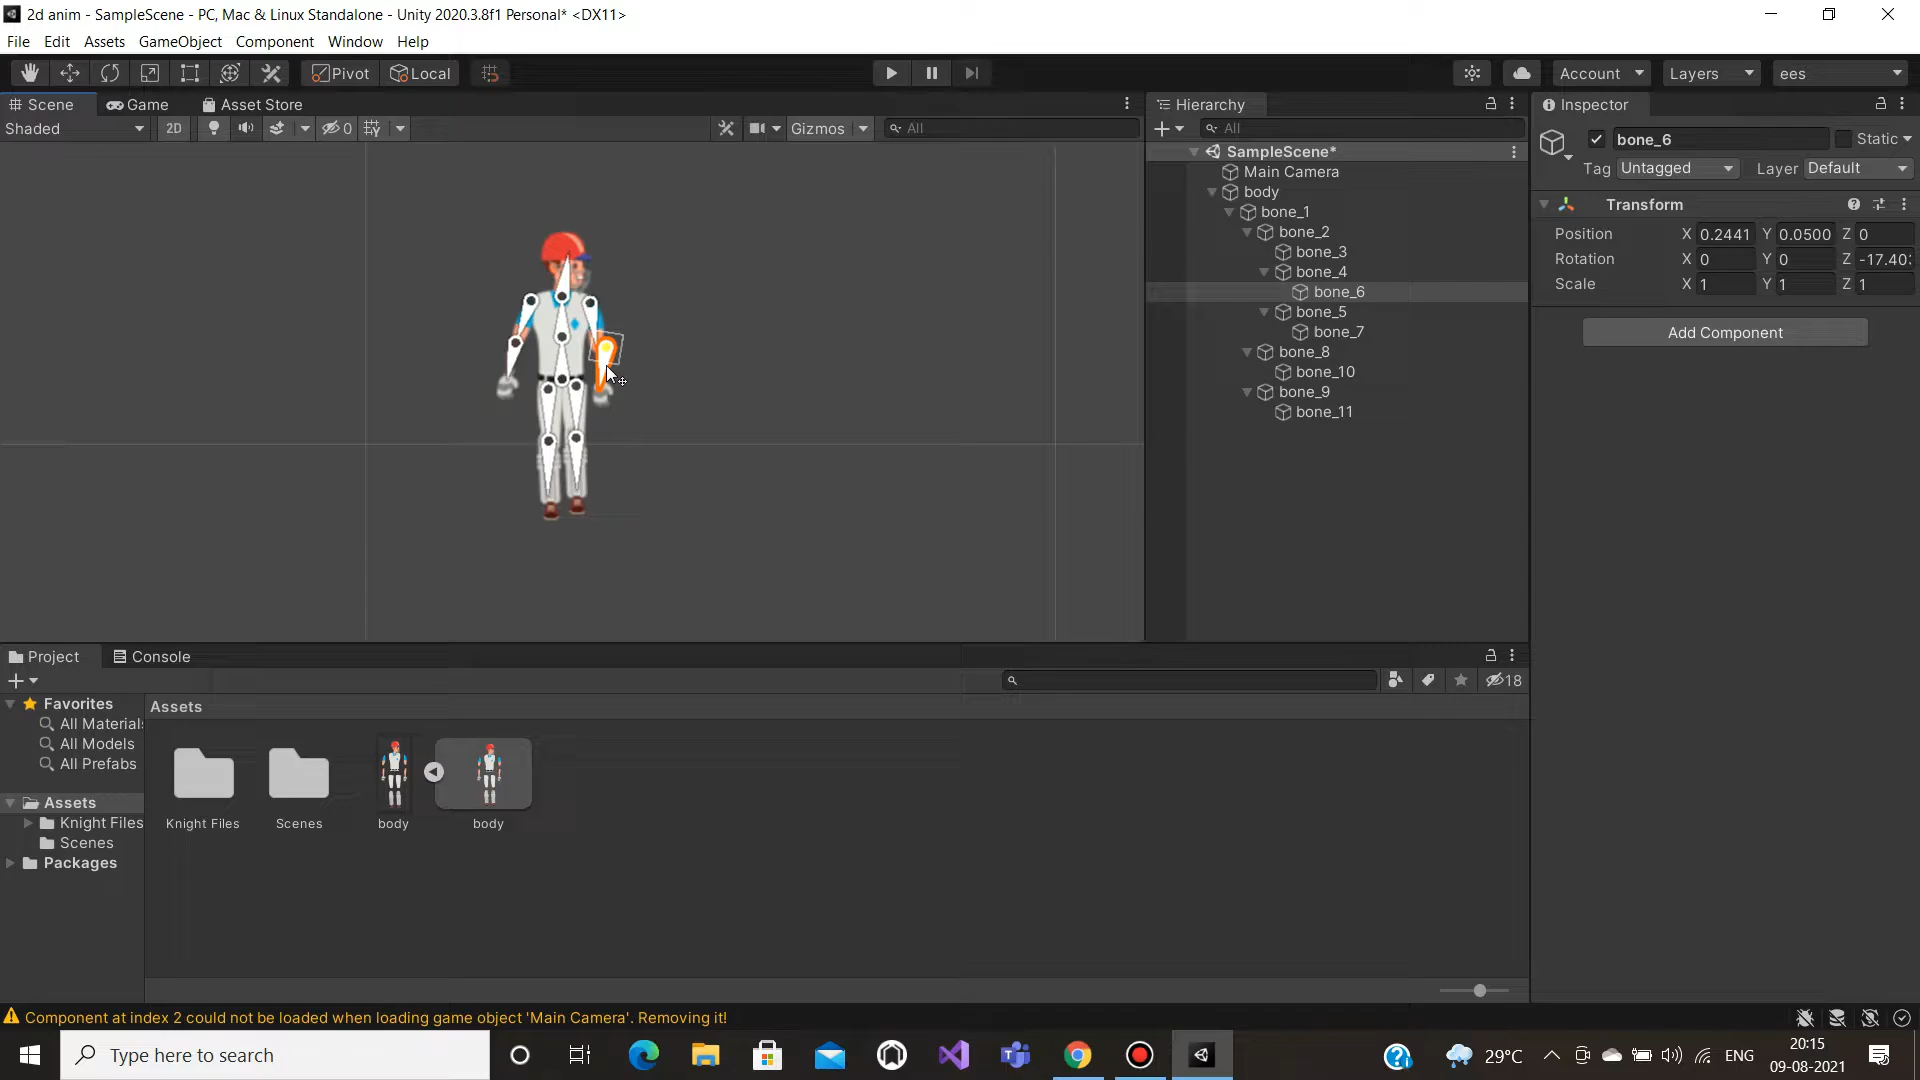 2d anim - SampleScene - PC, Mac & Linux Standalone - Unity 2020.3.8f1 Personal* <DX11>
File Edit Assets GameObject Component Window Help
Pivot Local Account Layers ees
Scene Game Asset Store
Shaded 2D 0 Gizmos All
Hierarchy
All
SampleScene*
Main Camera
body
bone_1
bone_2
bone_3
bone_4
bone_6
bone_5
bone_7
bone_8
bone_10
bone_9
bone_11
Inspector
bone_6 Static
Tag Untagged Layer Default
Transform
Position X 0.2441 Y 0.0500 Z 0
Rotation X 0 Y 0 Z -17.40
Scale X 1 Y 1 Z 1
Add Component
Project Console
18
Favorites
All Materials
All Models
All Prefabs
Assets
Knight Files
Scenes
Packages
Assets
Knight Files Scenes body body
Component at index 2 could not be loaded when loading game object 'Main Camera'. Removing it!
Type here to search
29°C ENG
20:15
09-08-2021